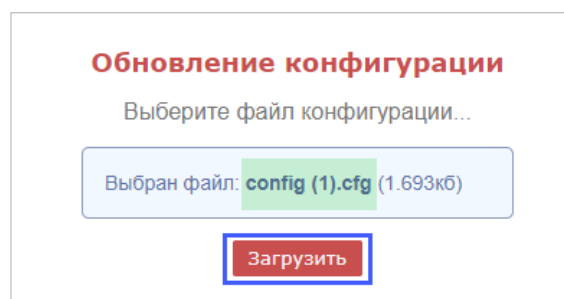 Обновление конфигурации
Выберите файл конфигурации...
Выбран файл: config (1).cfg (1.693кб)
Загрузить